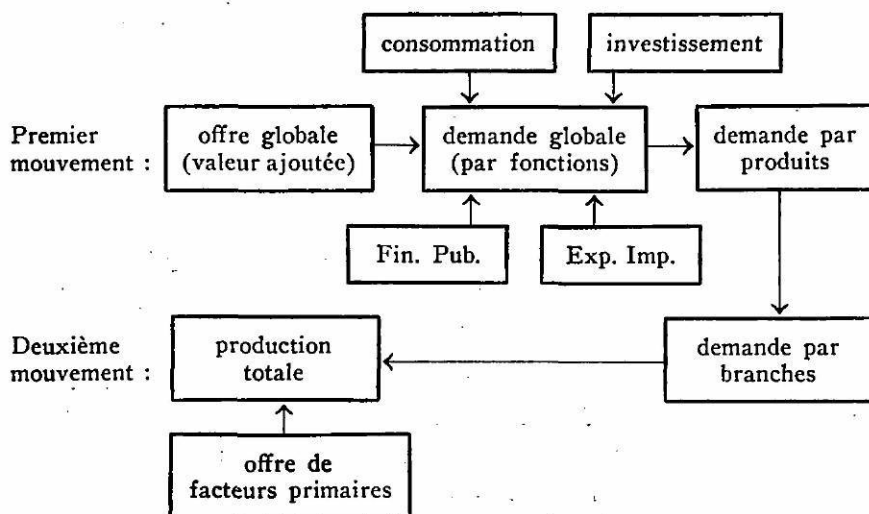 consommation
investissement
Premier
mouvement :
offre globale
(valeur ajoutée)
demande globale
(par fonctions)
demande par
produits
Fin. Pub.
Exp. Imp.
Deuxième
mouvement :
production
totale
demande par
branches
offre de
facteurs primaires